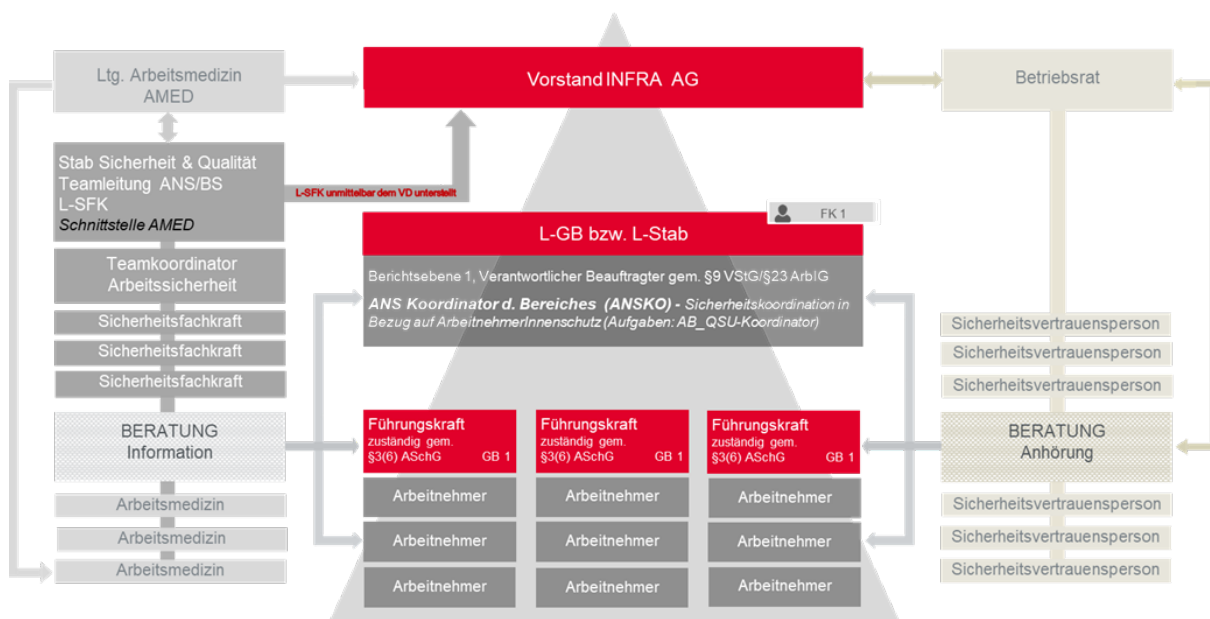 Ltg. Arbeitsmedizin
AMED
Vorstand INFRA AG
Betriebsrat
Stab Sicherheit & Qualität
Teamleitung ANS/BS
L-SFK
Schnittstelle AMED
L-SFK unmittelbar dem VD unterstellt
Teamkoordinator
Arbeitssicherheit
Sicherheitsfachkraft
Sicherheitsfachkraft
Sicherheitsfachkraft
BERATUNG
Information
Arbeitsmedizin
Arbeitsmedizin
Arbeitsmedizin
FK 1
L-GB bzw. L-Stab
Berichtsebene 1, Verantwortlicher Beauftragter gem. §9 VStG/§23 ArbIG
ANS Koordinator d. Bereiches (ANSKO) - Sicherheitskoordination in
Bezug auf ArbeitnehmerInnenschutz (Aufgaben: AB_QSU-Koordinator)
Führungskraft
zuständig gem.
§3(6) ASchG GB 1
Arbeitnehmer
Arbeitnehmer
Arbeitnehmer
Führungskraft
zuständig gem.
§3(6) ASchG GB 1
Arbeitnehmer
Arbeitnehmer
Arbeitnehmer
Führungskraft
zuständig gem.
§3(6) ASchG GB 1
Arbeitnehmer
Arbeitnehmer
Arbeitnehmer
Sicherheitsvertrauensperson
Sicherheitsvertrauensperson
Sicherheitsvertrauensperson
BERATUNG
Anhörung
Sicherheitsvertrauensperson
Sicherheitsvertrauensperson
Sicherheitsvertrauensperson